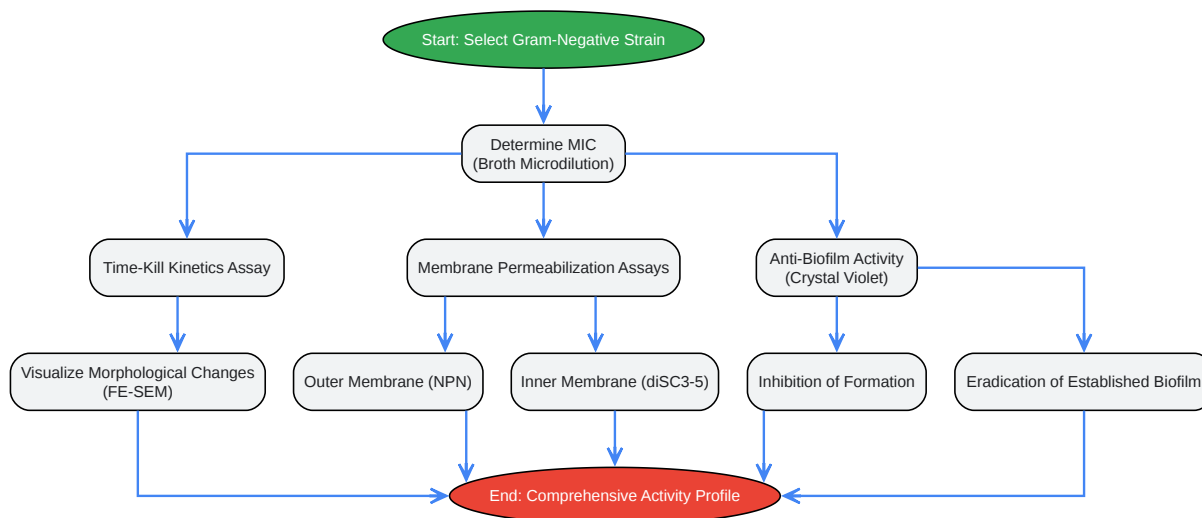 Start: Select Gram-Negative Strain
Determine MIC
(Broth Microdilution)
Time-Kill Kinetics Assay
Membrane Permeabilization Assays
Anti-Biofilm Activity
(Crystal Violet)
Visualize Morphological Changes
(FE-SEM)
Outer Membrane (NPN)
Inner Membrane (diSC3-5)
Inhibition of Formation
Eradication of Established Biofilm
End: Comprehensive Activity Profile